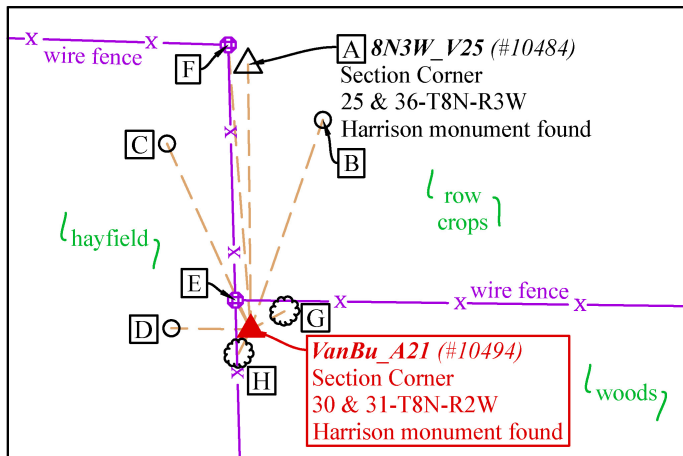 x x
wire fence
F
A 8N3W_V25 (#10484)
Section Corner
25 & 36-T8N-R3W
Harrison monument found
x
C
B
row
crops
hayfield
x
E
x x x
wire fence
G
D
VanBu_A21 (#10494)
Section Corner
30 & 31-T8N-R2W
Harrison monument found
H
x
woods